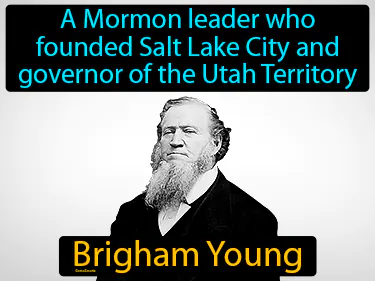 A Mormon leader who
founded Salt Lake City and
governor of the Utah Territory
Brigham Young